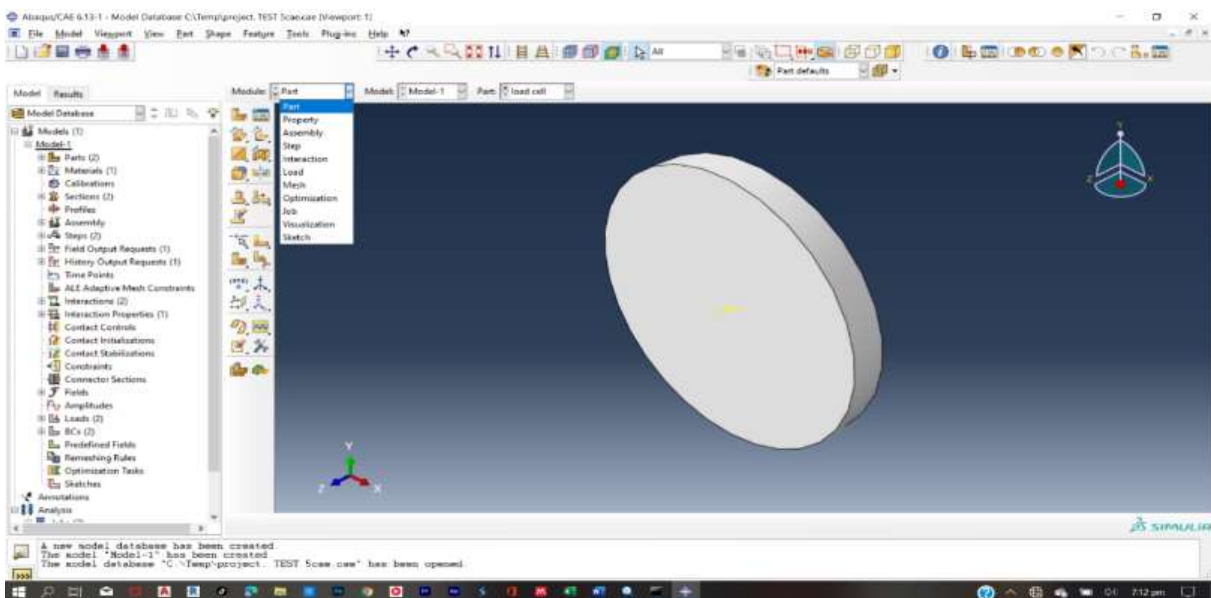 Abaqus/CAE 6.13-1 - Model Database: C:\Temp\project. TEST 5cae.cae [Viewport: 1]
File Model Viewport View Part Shape Feature Tools Plug-ins Help
All
Part defaults
Model Results
Module: Part Model: Model-1 Part: load cell
Part
Property
Assembly
Step
Interaction
Load
Mesh
Optimization
Job
Visualization
Sketch
Model Database
Models (1)
Model-1
Parts (2)
Materials (1)
Calibrations
Sections (2)
Profiles
Assembly
Steps (2)
Field Output Requests (1)
History Output Requests (1)
Time Points
ALE Adaptive Mesh Constraints
Interactions (2)
Interaction Properties (1)
Contact Controls
Contact Initializations
Contact Stabilizations
Constraints
Connector Sections
Fields
Amplitudes
Loads (2)
BCs (2)
Predefined Fields
Remeshing Rules
Optimization Tasks
Sketches
Annotations
Analysis
Y
Z X
Y
Z X
SIMULIA
A new model database has been created.
The model "Model-1" has been created.
The model database "C:\Temp\project. TEST 5cae.cae" has been opened.
7:12 pm